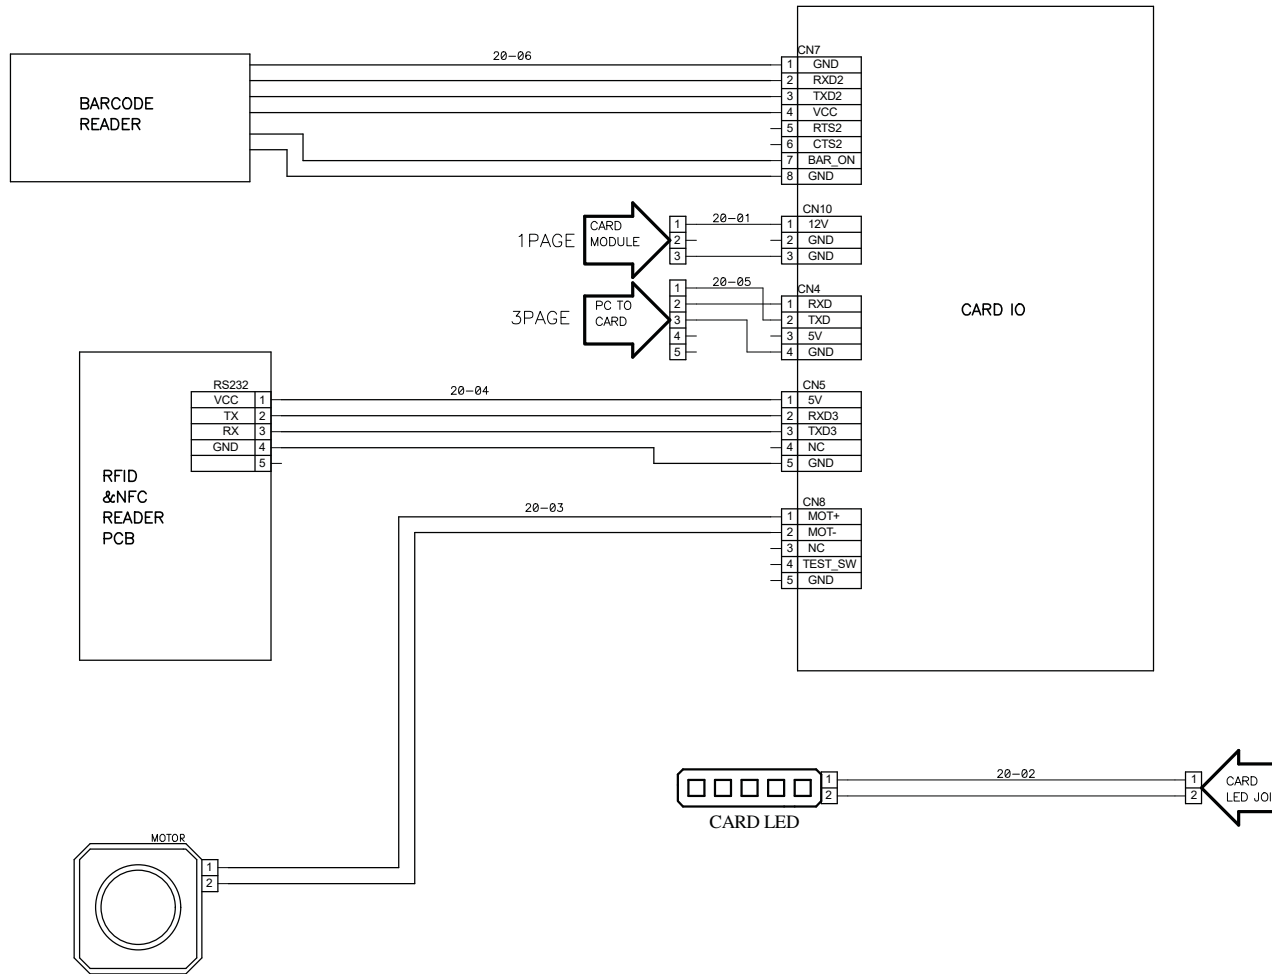 20-06
BARCODE
READER
CN7
1 GND
2 RXD2
3 TXD2
4 VCC
5 RTS2
6 CTS2
7 BAR_ON
8 GND
1PAGE
CARD
MODULE
1
2
3
20-01
CN10
1 12V
2 GND
3 GND
3PAGE
PC TO
CARD
1
2
3
4
5
20-05
CN4
1 RXD
2 TXD
3 5V
4 GND
CARD IO
RS232
VCC 1
TX 2
RX 3
GND 4
5
RFID
&NFC
READER
PCB
20-04
CN5
1 5V
2 RXD3
3 TXD3
4 NC
5 GND
20-03
CN8
1 MOT+
2 MOT-
3 NC
4 TEST_SW
5 GND
1
2
CARD LED
20-02
1
2
CARD
LED JOI
MOTOR
1
2